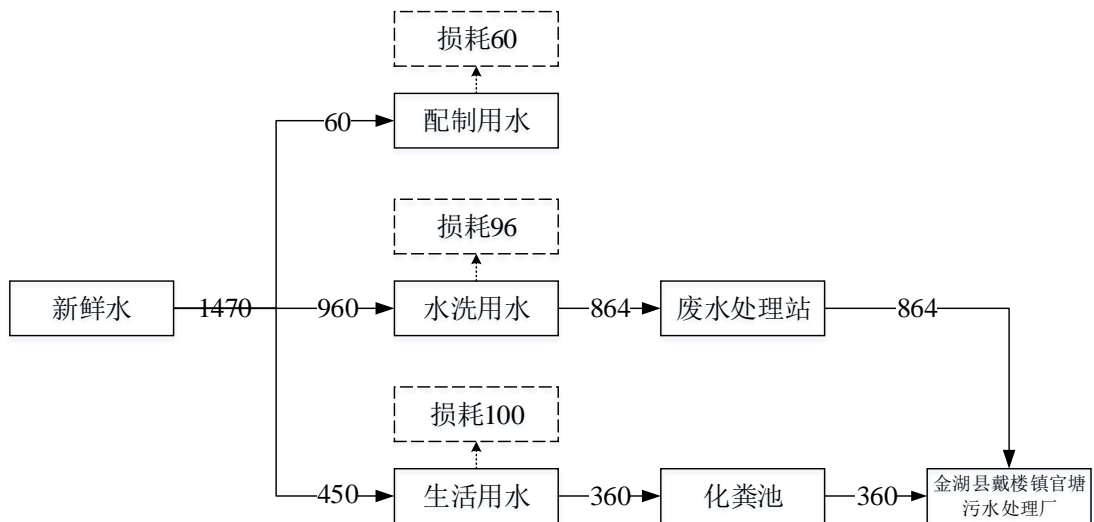 损耗60
60
配制用水
损耗96
新鲜水
1470
960
水洗用水
864
废水处理站
864
损耗100
450
生活用水
360
化粪池
360
金湖县戴楼镇官塘
污水处理厂